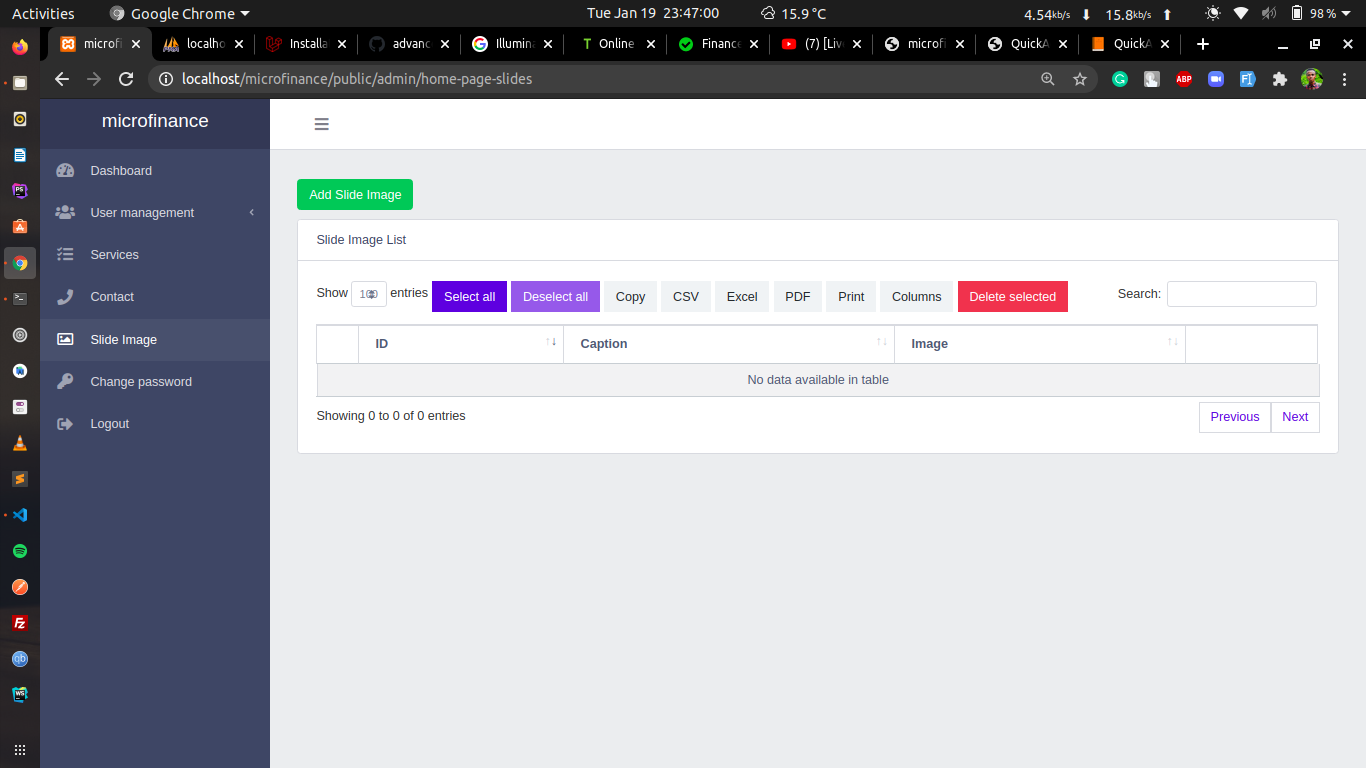 Activities Google Chrome Tue Jan 19 23:47:00 15.9 °C 4.54kb/s 15.8kb/s 98 %
microfi localho Installa advanc Illumina Online Finance (7) [Liv microfi QuickA QuickA
localhost/microfinance/public/admin/home-page-slides
microfinance
Dashboard
User management
Services
Contact
Slide Image
Change password
Logout
Add Slide Image
Slide Image List
Show 100 entries Select all Deselect all Copy CSV Excel PDF Print Columns Delete selected Search:
ID Caption Image
No data available in table
Showing 0 to 0 of 0 entries Previous Next